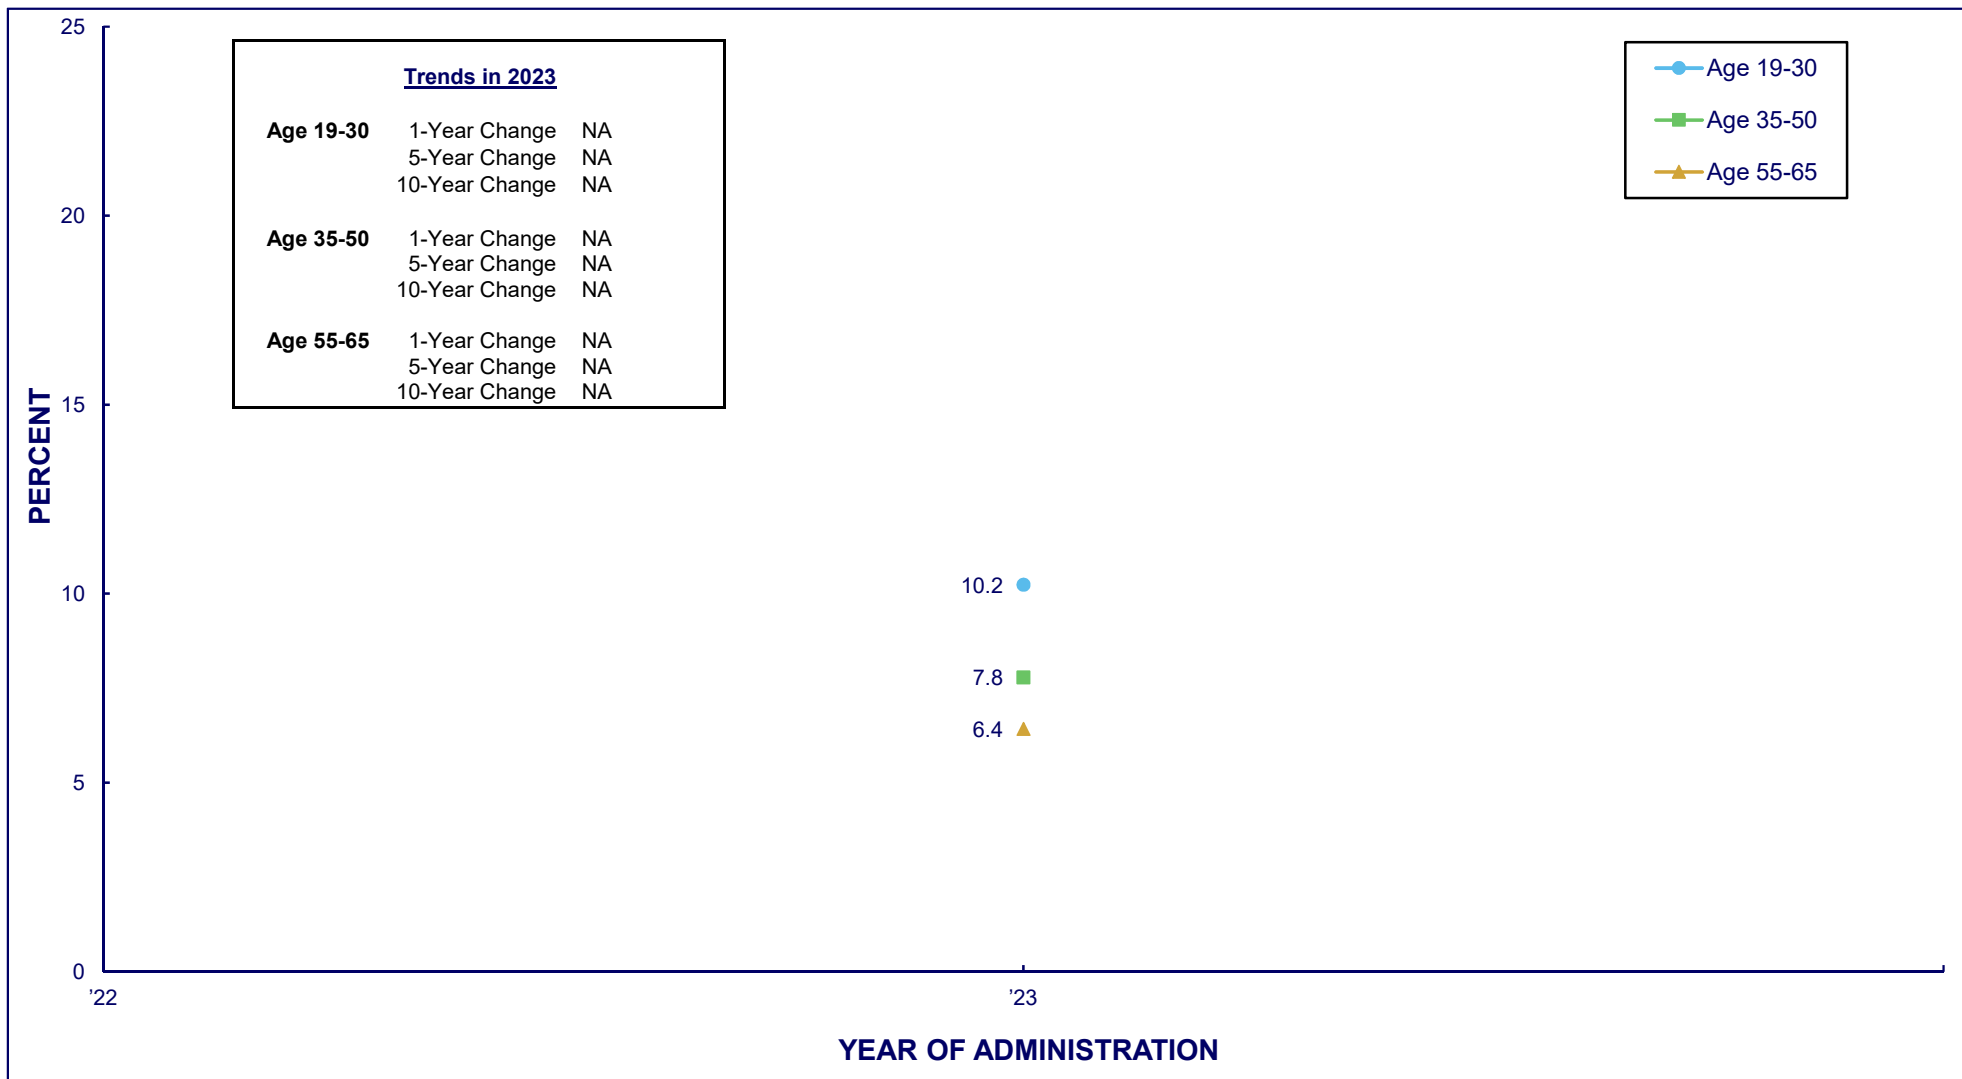 25
20
15
10
5
0
PERCENT
Trends in 2023
Age 19-30 1-Year Change NA
5-Year Change NA
10-Year Change NA
Age 35-50 1-Year Change NA
5-Year Change NA
10-Year Change NA
Age 55-65 1-Year Change NA
5-Year Change NA
10-Year Change NA
Age 19-30
Age 35-50
Age 55-65
10.2
7.8
6.4
’22
’23
YEAR OF ADMINISTRATION